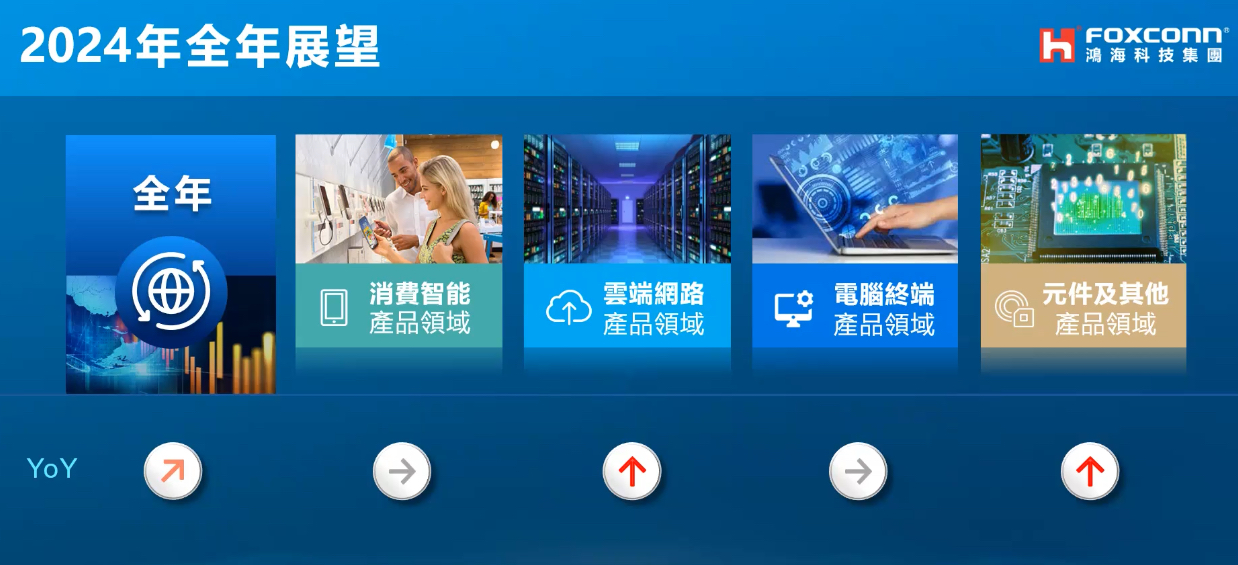 2024年全年展望
FOXCONN®
鴻海科技集團
全年
消費智能
產品領域
雲端網路
產品領域
電腦終端
產品領域
元件及其他
產品領域
YoY